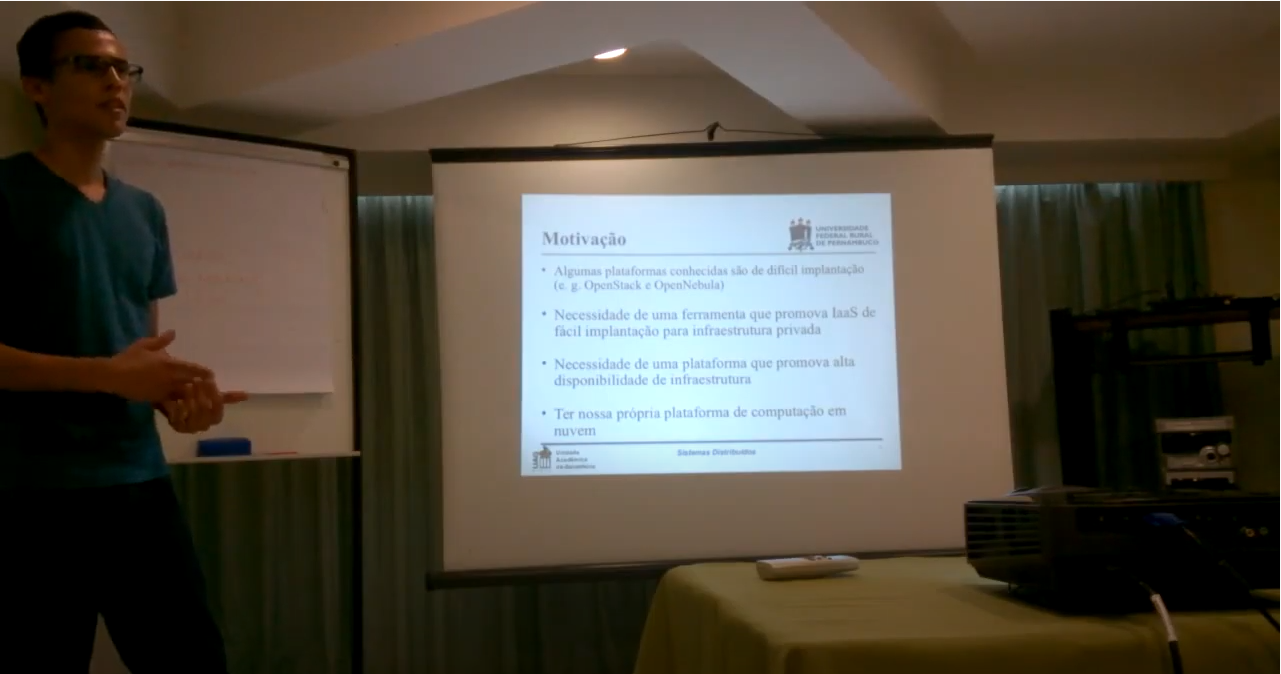 Motivação
UNIVERSIDADE
FEDERAL RURAL
DE PERNAMBUCO
• Algumas plataformas conhecidas são de difícil implantação
(e. g. OpenStack e OpenNebula)
• Necessidade de uma ferramenta que promova IaaS de
fácil implantação para infraestrutura privada
• Necessidade de uma plataforma que promova alta
disponibilidade de infraestrutura
• Ter nossa própria plataforma de computação em
nuvem
Unidade
Acadêmica
Sistemas Distribuídos